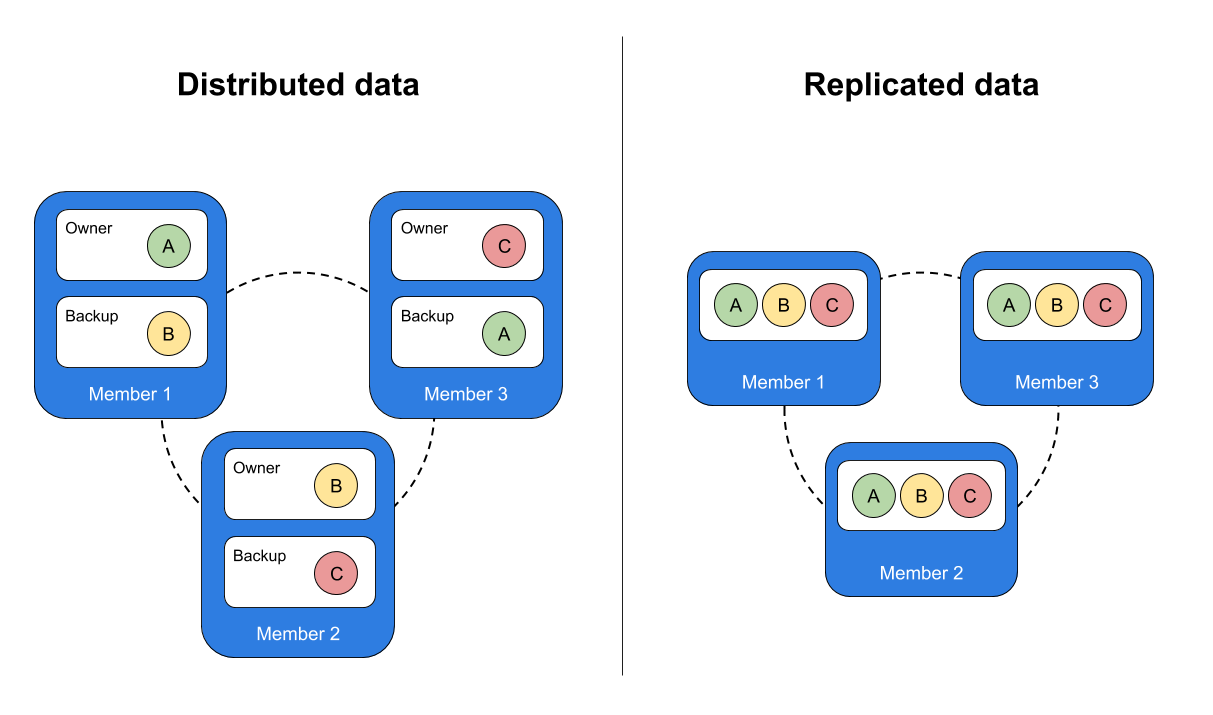 Distributed data
Owner
A
Backup
B
Member 1
Owner
C
Backup
A
Member 3
Owner
B
Backup
C
Member 2
Replicated data
A B C
Member 1
A B C
Member 3
A B C
Member 2